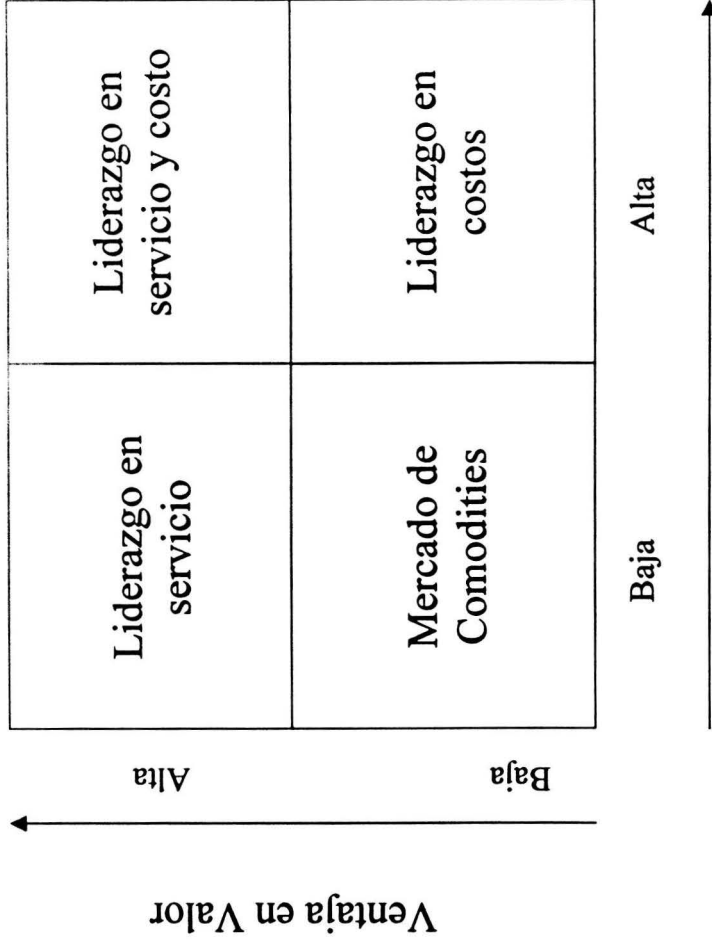 Ventaja en Valor
Alta
Liderazgo en
servicio
Liderazgo en
servicio y costo
Baja
Mercado de
Comodities
Liderazgo en
costos
Baja
Alta